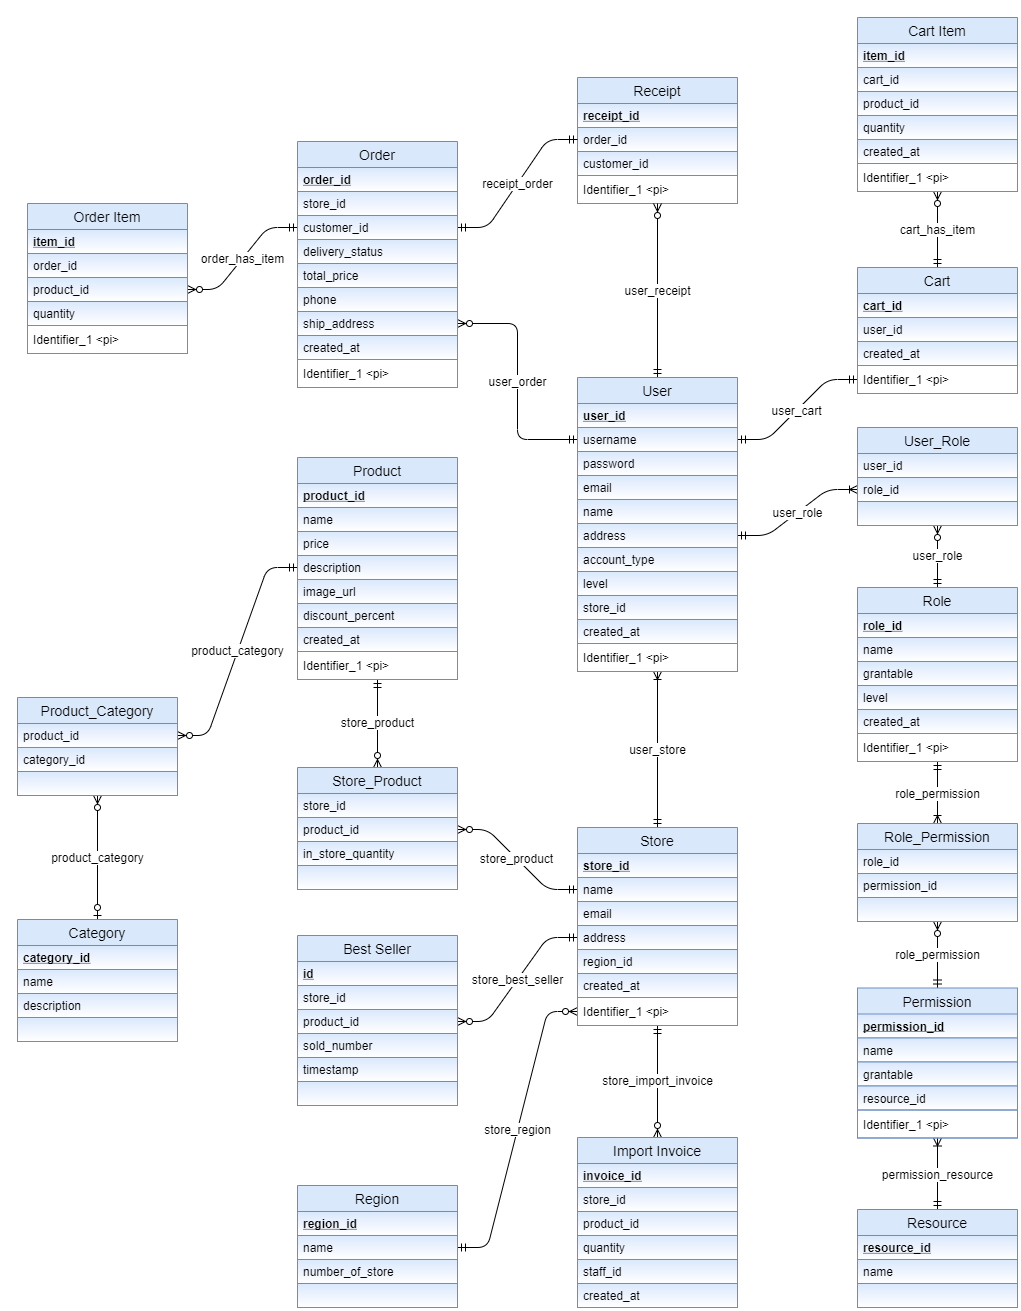 Cart Item
item_id
cart_id
product_id
quantity
created_at
Identifier_1 <pi>
cart_has_item
Receipt
receipt_id
order_id
customer_id
Identifier_1 <pi>
receipt_order
user_receipt
Order
order_id
store_id
customer_id
delivery_status
total_price
phone
ship_address
created_at
Identifier_1 <pi>
order_has_item
user_order
Order Item
item_id
order_id
product_id
quantity
Identifier_1 <pi>
Cart
cart_id
user_id
created_at
Identifier_1 <pi>
user_cart
User
user_id
username
password
email
name
address
account_type
level
store_id
created_at
Identifier_1 <pi>
user_role
user_store
User_Role
user_id
role_id
user_role
Product
product_id
name
price
description
image_url
discount_percent
created_at
Identifier_1 <pi>
product_category
store_product
Role
role_id
name
grantable
level
created_at
Identifier_1 <pi>
role_permission
Product_Category
product_id
category_id
product_category
Store_Product
store_id
product_id
in_store_quantity
store_product
Store
store_id
name
email
address
region_id
created_at
Identifier_1 <pi>
store_import_invoice
Role_Permission
role_id
permission_id
role_permission
Category
category_id
name
description
Best Seller
id
store_id
product_id
sold_number
timestamp
store_best_seller
store_region
Permission
permission_id
name
grantable
resource_id
Identifier_1 <pi>
permission_resource
Import Invoice
invoice_id
store_id
product_id
quantity
staff_id
created_at
Region
region_id
name
number_of_store
Resource
resource_id
name